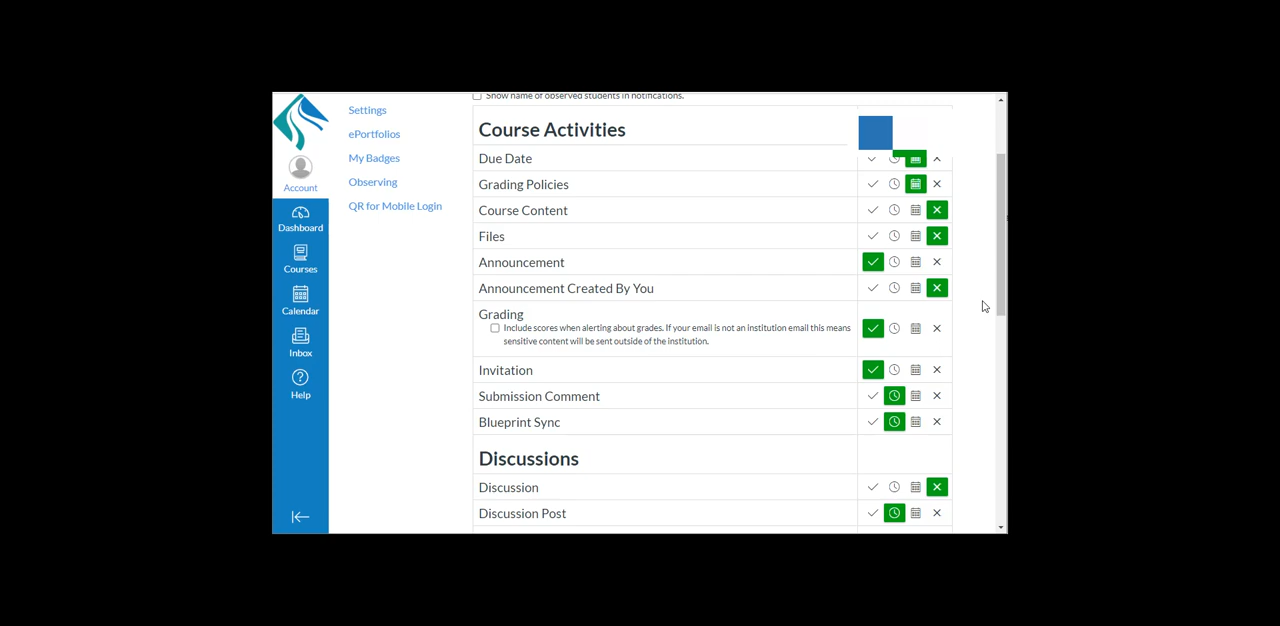 Show name of observed students in notifications.
Settings
ePortfolios
My Badges
Observing
QR for Mobile Login
Account
Dashboard
Courses
Calendar
Inbox
Help
Course Activities
Due Date
Grading Policies
Course Content
Files
Announcement
Announcement Created By You
Grading
Include scores when alerting about grades. If your email is not an institution email this means
sensitive content will be sent outside of the institution.
Invitation
Submission Comment
Blueprint Sync
Discussions
Discussion
Discussion Post